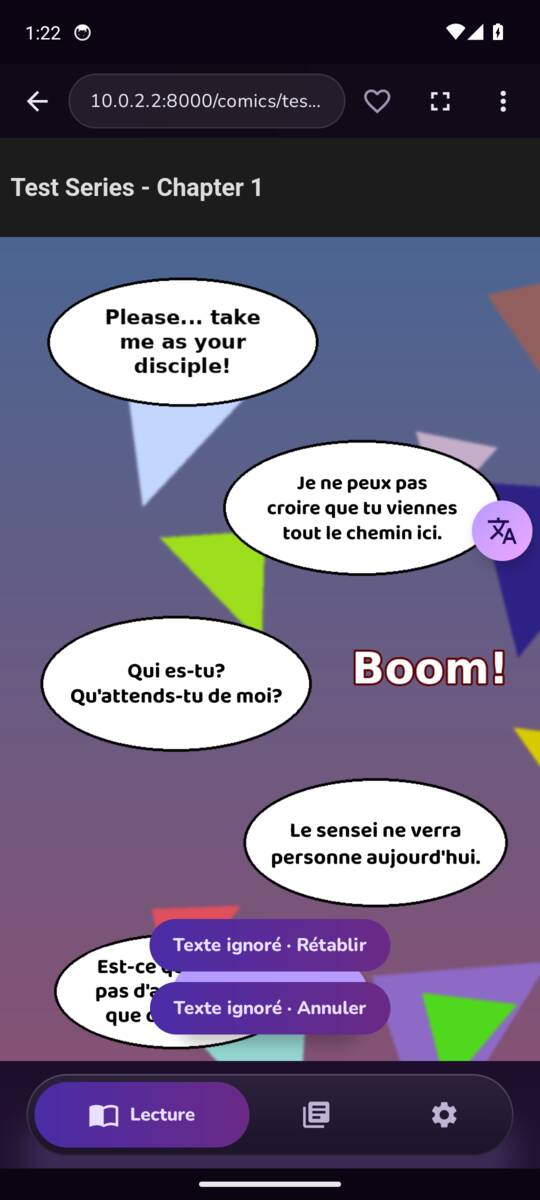 1:22
10.0.2.2:8000/comics/tes...
Test Series - Chapter 1
Please... take
me as your
disciple!
Je ne peux pas
croire que tu viennes
tout le chemin ici.
Qui es-tu?
Qu'attends-tu de moi?
Boom!
Le sensei ne verra
personne aujourd'hui.
Texte ignoré · Rétablir
Est-ce
pas
que
Texte ignoré · Annuler
Lecture